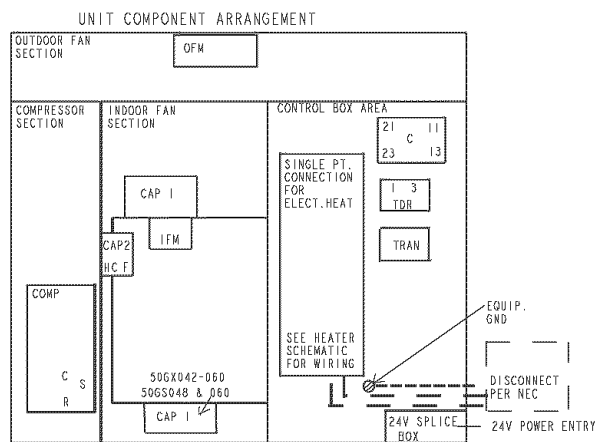 UNIT COMPONENT ARRANGEMENT
OUTDOOR FAN
SECTION
OFM
COMPRESSOR
SECTION
INDOOR FAN
SECTION
CONTROL BOX AREA
21 11
C
23 13
SINGLE PT.
CONNECTION
FOR
ELECT.HEAT
1 3
TDR
CAP 1
IFM
CAP2
HC F
TRAN
COMP
C
S
R
EQUIP.
GND
SEE HEATER
SCHEMATIC
FOR WIRING
50GX042-060
50GS048 & 060
CAP 1
DISCONNECT
PER NEC
24V SPLICE
BOX
24V POWER ENTRY